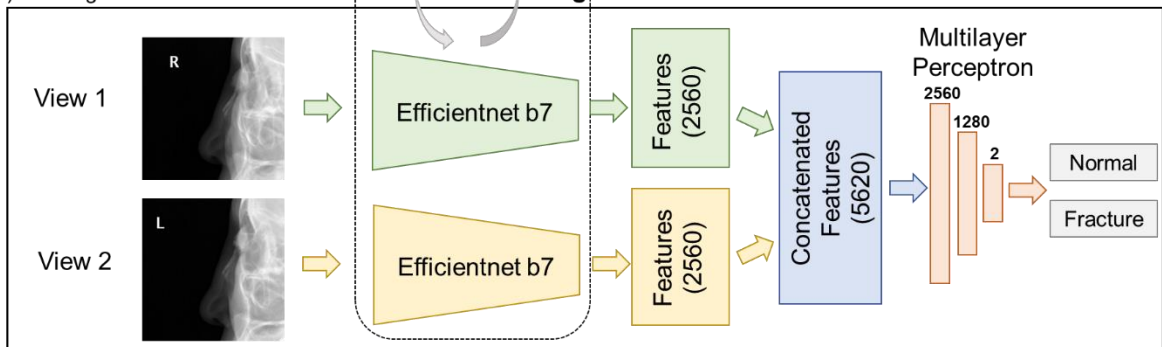 View 1
R
Efficientnet b7
Features
(2560)
View 2
L
Efficientnet b7
Features
(2560)
Concatenated
Features
(5620)
Multilayer
Perceptron
2560
1280
2
Normal
Fracture